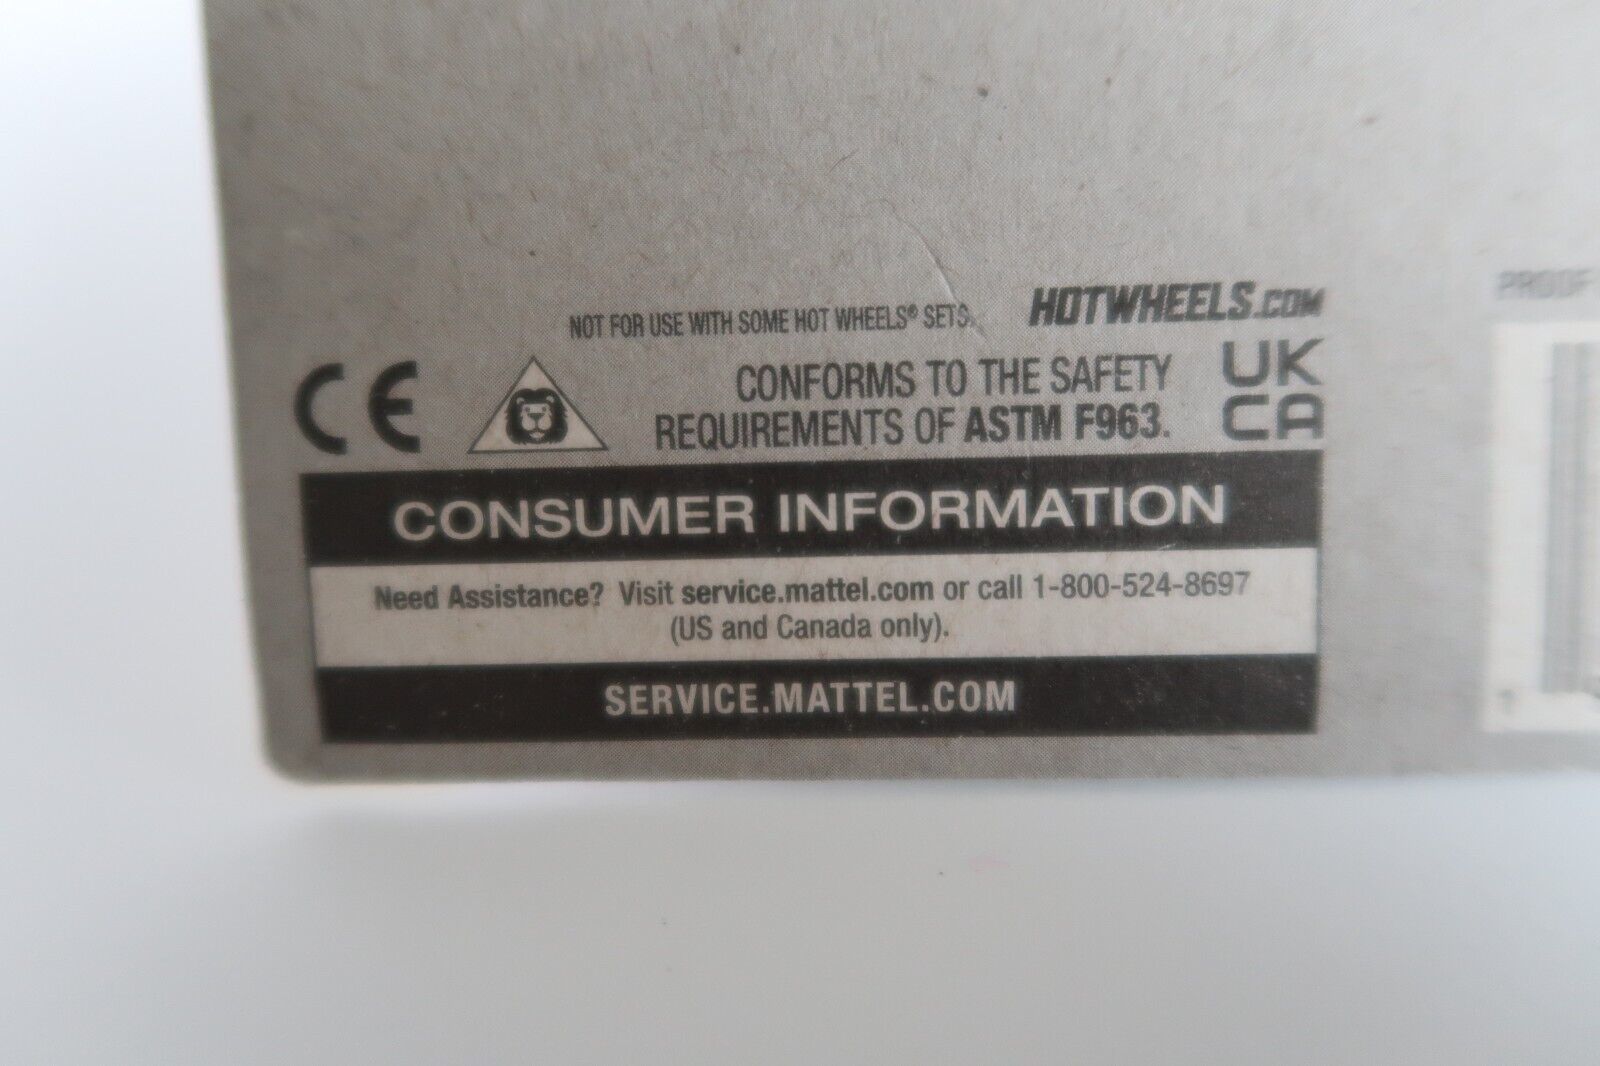 NOT FOR USE WITH SOME HOT WHEELS® SETS.
HOTWHEELS.COM
CE
CONFORMS TO THE SAFETY
REQUIREMENTS OF ASTM F963.
UK
CA
CONSUMER INFORMATION
Need Assistance? Visit service.mattel.com or call 1-800-524-8697
(US and Canada only).
SERVICE.MATTEL.COM
PROOF